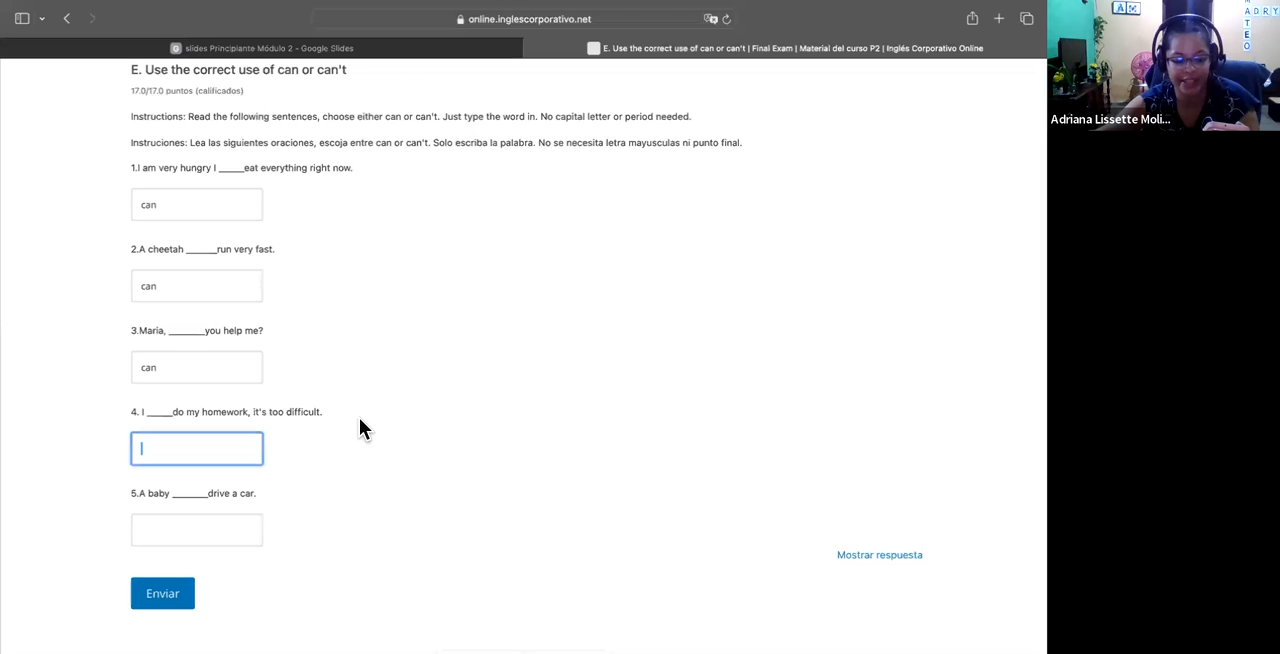 online.inglescorporativo.net
slides Principiante Módulo 2 - Google Slides
E. Use the correct use of can or can't | Final Exam | Material del curso P2 | Inglés Corporativo Online
E. Use the correct use of can or can't
17.0/17.0 puntos (calificados)
Instructions: Read the following sentences, choose either can or can't. Just type the word in. No capital letter or period needed.
Instruciones: Lea las siguientes oraciones, escoja entre can or can't. Solo escriba la palabra. No se necesita letra mayusculas ni punto final.
1.I am very hungry I _____eat everything right now.
can
2.A cheetah ______run very fast.
can
3.Maria, _______you help me?
can
4. I _____do my homework, it's too difficult.
5.A baby _______drive a car.
Mostrar respuesta
Enviar
MATEO
ADRY
Adriana Lissette Moli...